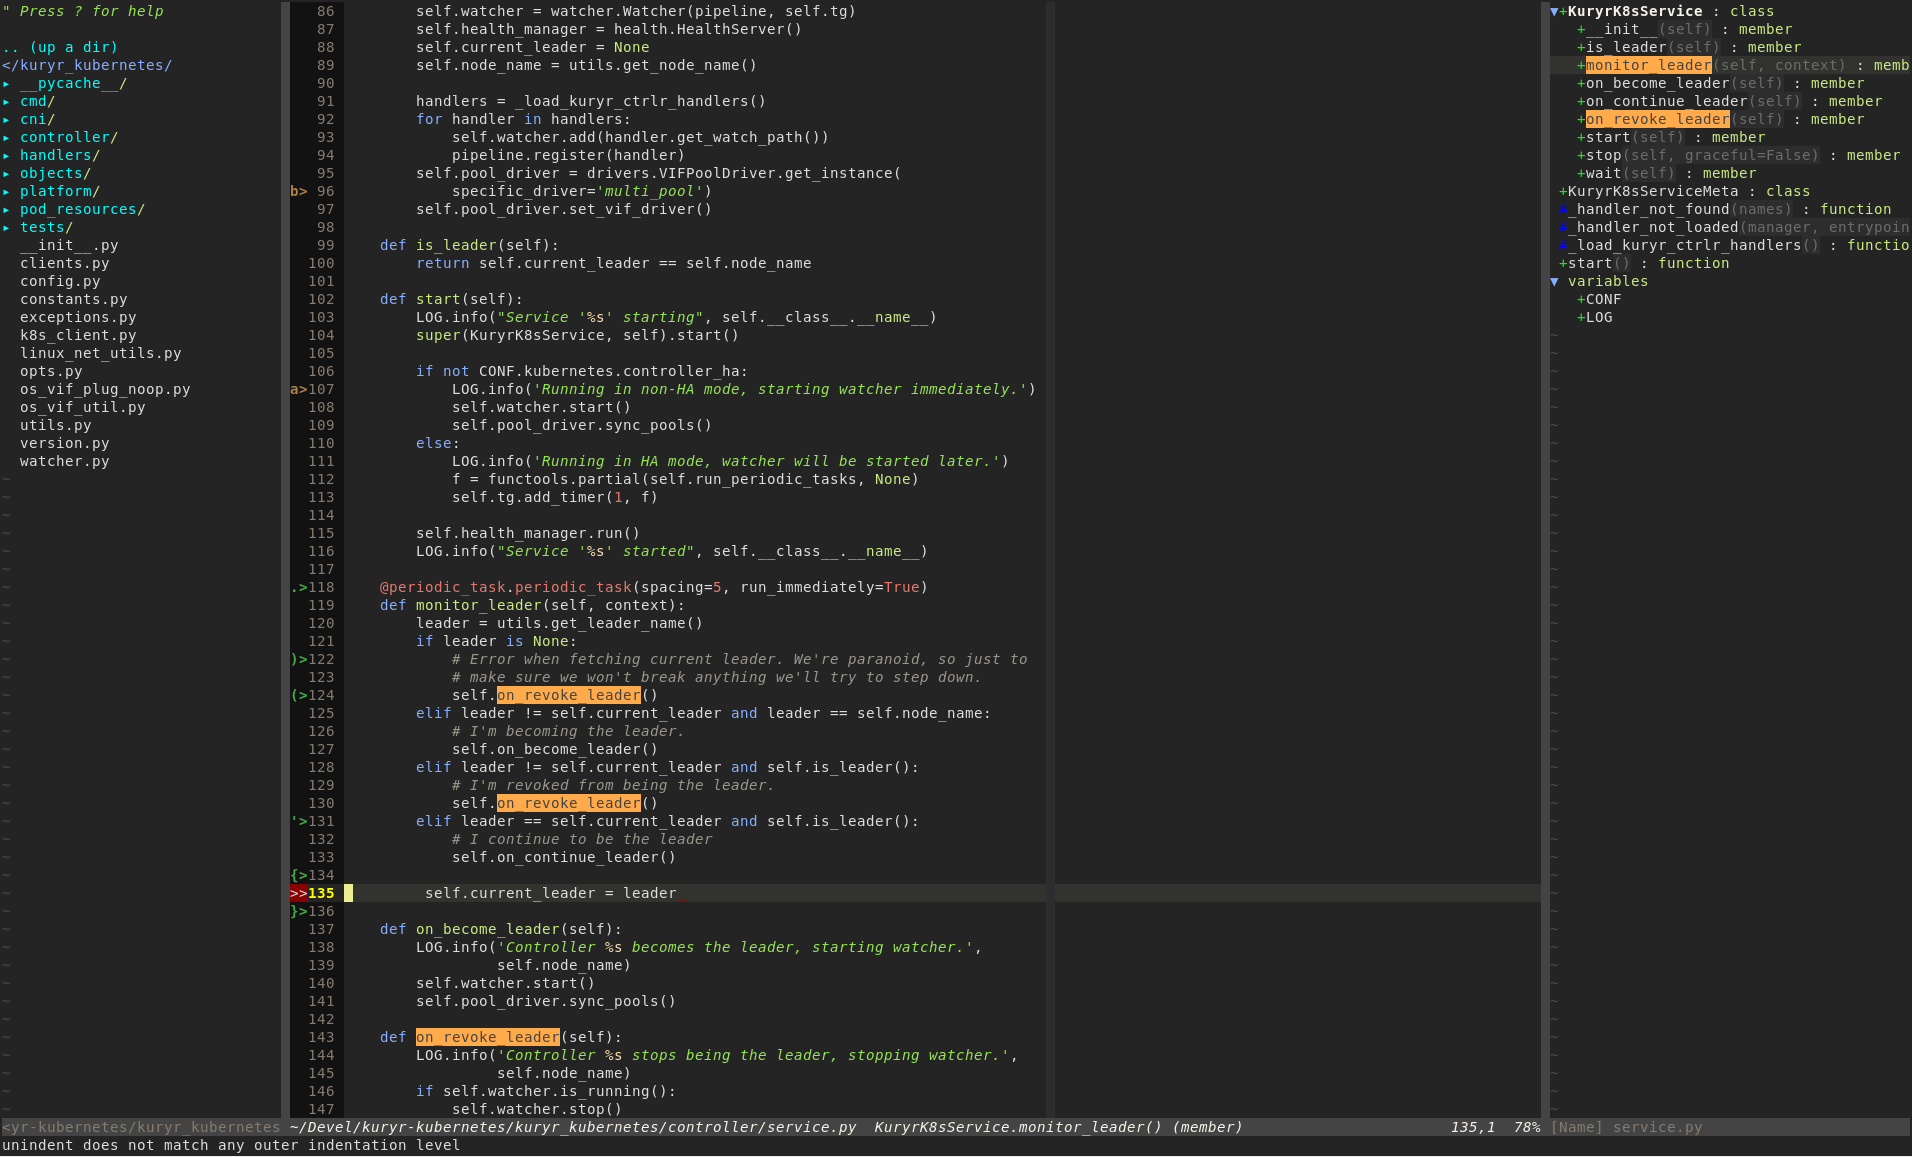 " Press ? for help
.. (up a dir)
</kuryr_kubernetes/
▸ __pycache__/
▸ cmd/
▸ cni/
▸ controller/
▸ handlers/
▸ objects/
▸ platform/
▸ pod_resources/
▸ tests/
__init__.py
clients.py
config.py
constants.py
exceptions.py
k8s_client.py
linux_net_utils.py
opts.py
os_vif_plug_noop.py
os_vif_util.py
utils.py
version.py
watcher.py
<yr-kubernetes/kuryr_kubernetes
86         self.watcher = watcher.Watcher(pipeline, self.tg)
87         self.health_manager = health.HealthServer()
88         self.current_leader = None
89         self.node_name = utils.get_node_name()
90
91         handlers = _load_kuryr_ctrlr_handlers()
92         for handler in handlers:
93             self.watcher.add(handler.get_watch_path())
94             pipeline.register(handler)
95         self.pool_driver = drivers.VIFPoolDriver.get_instance(
b> 96             specific_driver='multi_pool')
97         self.pool_driver.set_vif_driver()
98
99     def is_leader(self):
100         return self.current_leader == self.node_name
101
102     def start(self):
103         LOG.info("Service '%s' starting", self.__class__.__name__)
104         super(KuryrK8sService, self).start()
105
106         if not CONF.kubernetes.controller_ha:
a>107             LOG.info('Running in non-HA mode, starting watcher immediately.')
108             self.watcher.start()
109             self.pool_driver.sync_pools()
110         else:
111             LOG.info('Running in HA mode, watcher will be started later.')
112             f = functools.partial(self.run_periodic_tasks, None)
113             self.tg.add_timer(1, f)
114
115         self.health_manager.run()
116         LOG.info("Service '%s' started", self.__class__.__name__)
117
.>118     @periodic_task.periodic_task(spacing=5, run_immediately=True)
119     def monitor_leader(self, context):
120         leader = utils.get_leader_name()
121         if leader is None:
)>122             # Error when fetching current leader. We're paranoid, so just to
123             # make sure we won't break anything we'll try to step down.
(>124             self.on_revoke_leader()
125         elif leader != self.current_leader and leader == self.node_name:
126             # I'm becoming the leader.
127             self.on_become_leader()
128         elif leader != self.current_leader and self.is_leader():
129             # I'm revoked from being the leader.
130             self.on_revoke_leader()
'>131         elif leader == self.current_leader and self.is_leader():
132             # I continue to be the leader
133             self.on_continue_leader()
{>134
>>135          self.current_leader = leader
}>136
137     def on_become_leader(self):
138         LOG.info('Controller %s becomes the leader, starting watcher.',
139                  self.node_name)
140         self.watcher.start()
141         self.pool_driver.sync_pools()
142
143     def on_revoke_leader(self):
144         LOG.info('Controller %s stops being the leader, stopping watcher.',
145                  self.node_name)
146         if self.watcher.is_running():
147             self.watcher.stop()
~/Devel/kuryr-kubernetes/kuryr_kubernetes/controller/service.py  KuryrK8sService.monitor_leader() (member)     135,1  78%
▼+KuryrK8sService : class
+__init__(self) : member
+is_leader(self) : member
+monitor_leader(self, context) : memb
+on_become_leader(self) : member
+on_continue_leader(self) : member
+on_revoke_leader(self) : member
+start(self) : member
+stop(self, graceful=False) : member
+wait(self) : member
+KuryrK8sServiceMeta : class
_handler_not_found(names) : function
_handler_not_loaded(manager, entrypoin
_load_kuryr_ctrlr_handlers() : functio
+start() : function
▼ variables
+CONF
+LOG
[Name] service.py
unindent does not match any outer indentation level